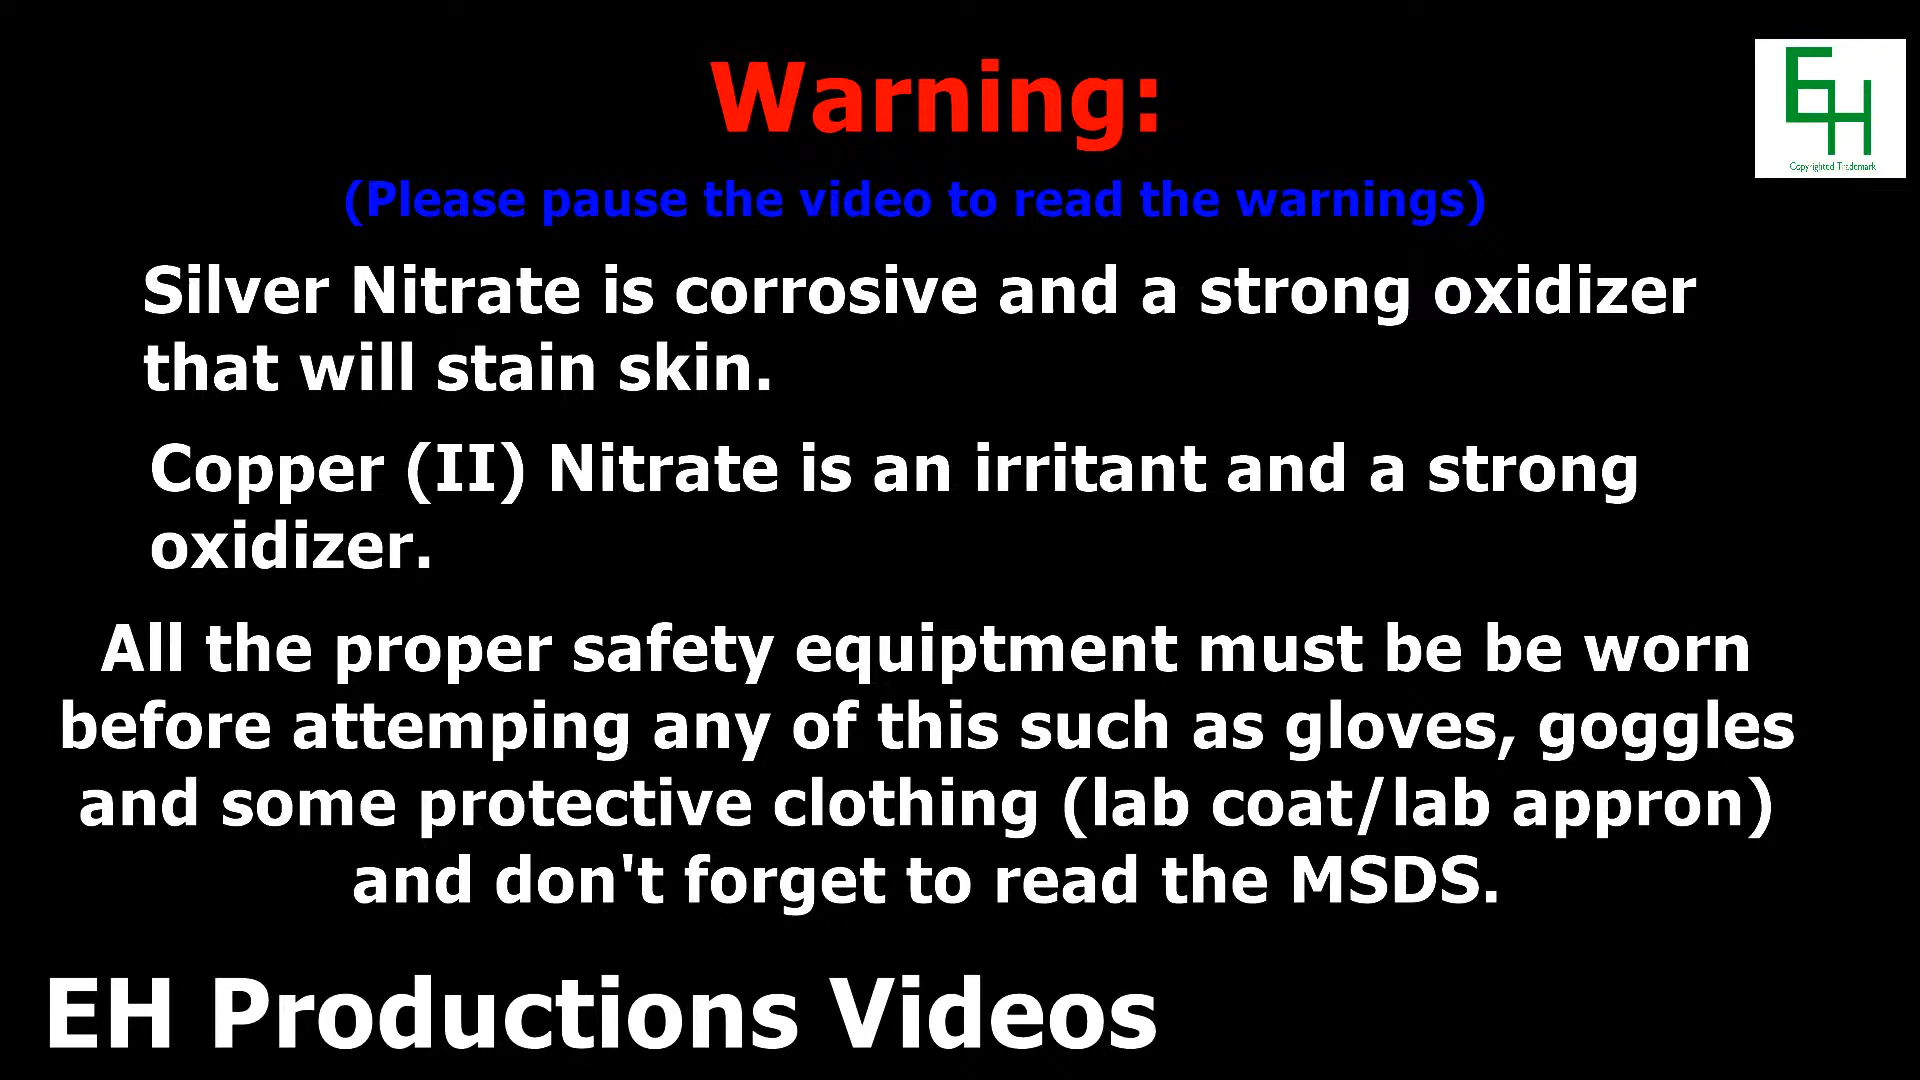 Warning:
EH
Copyrighted Trademark
(Please pause the video to read the warnings)
Silver Nitrate is corrosive and a strong oxidizer
that will stain skin.
Copper (II) Nitrate is an irritant and a strong
oxidizer.
All the proper safety equiptment must be be worn
before attemping any of this such as gloves, goggles
and some protective clothing (lab coat/lab appron)
and don't forget to read the MSDS.
EH Productions Videos